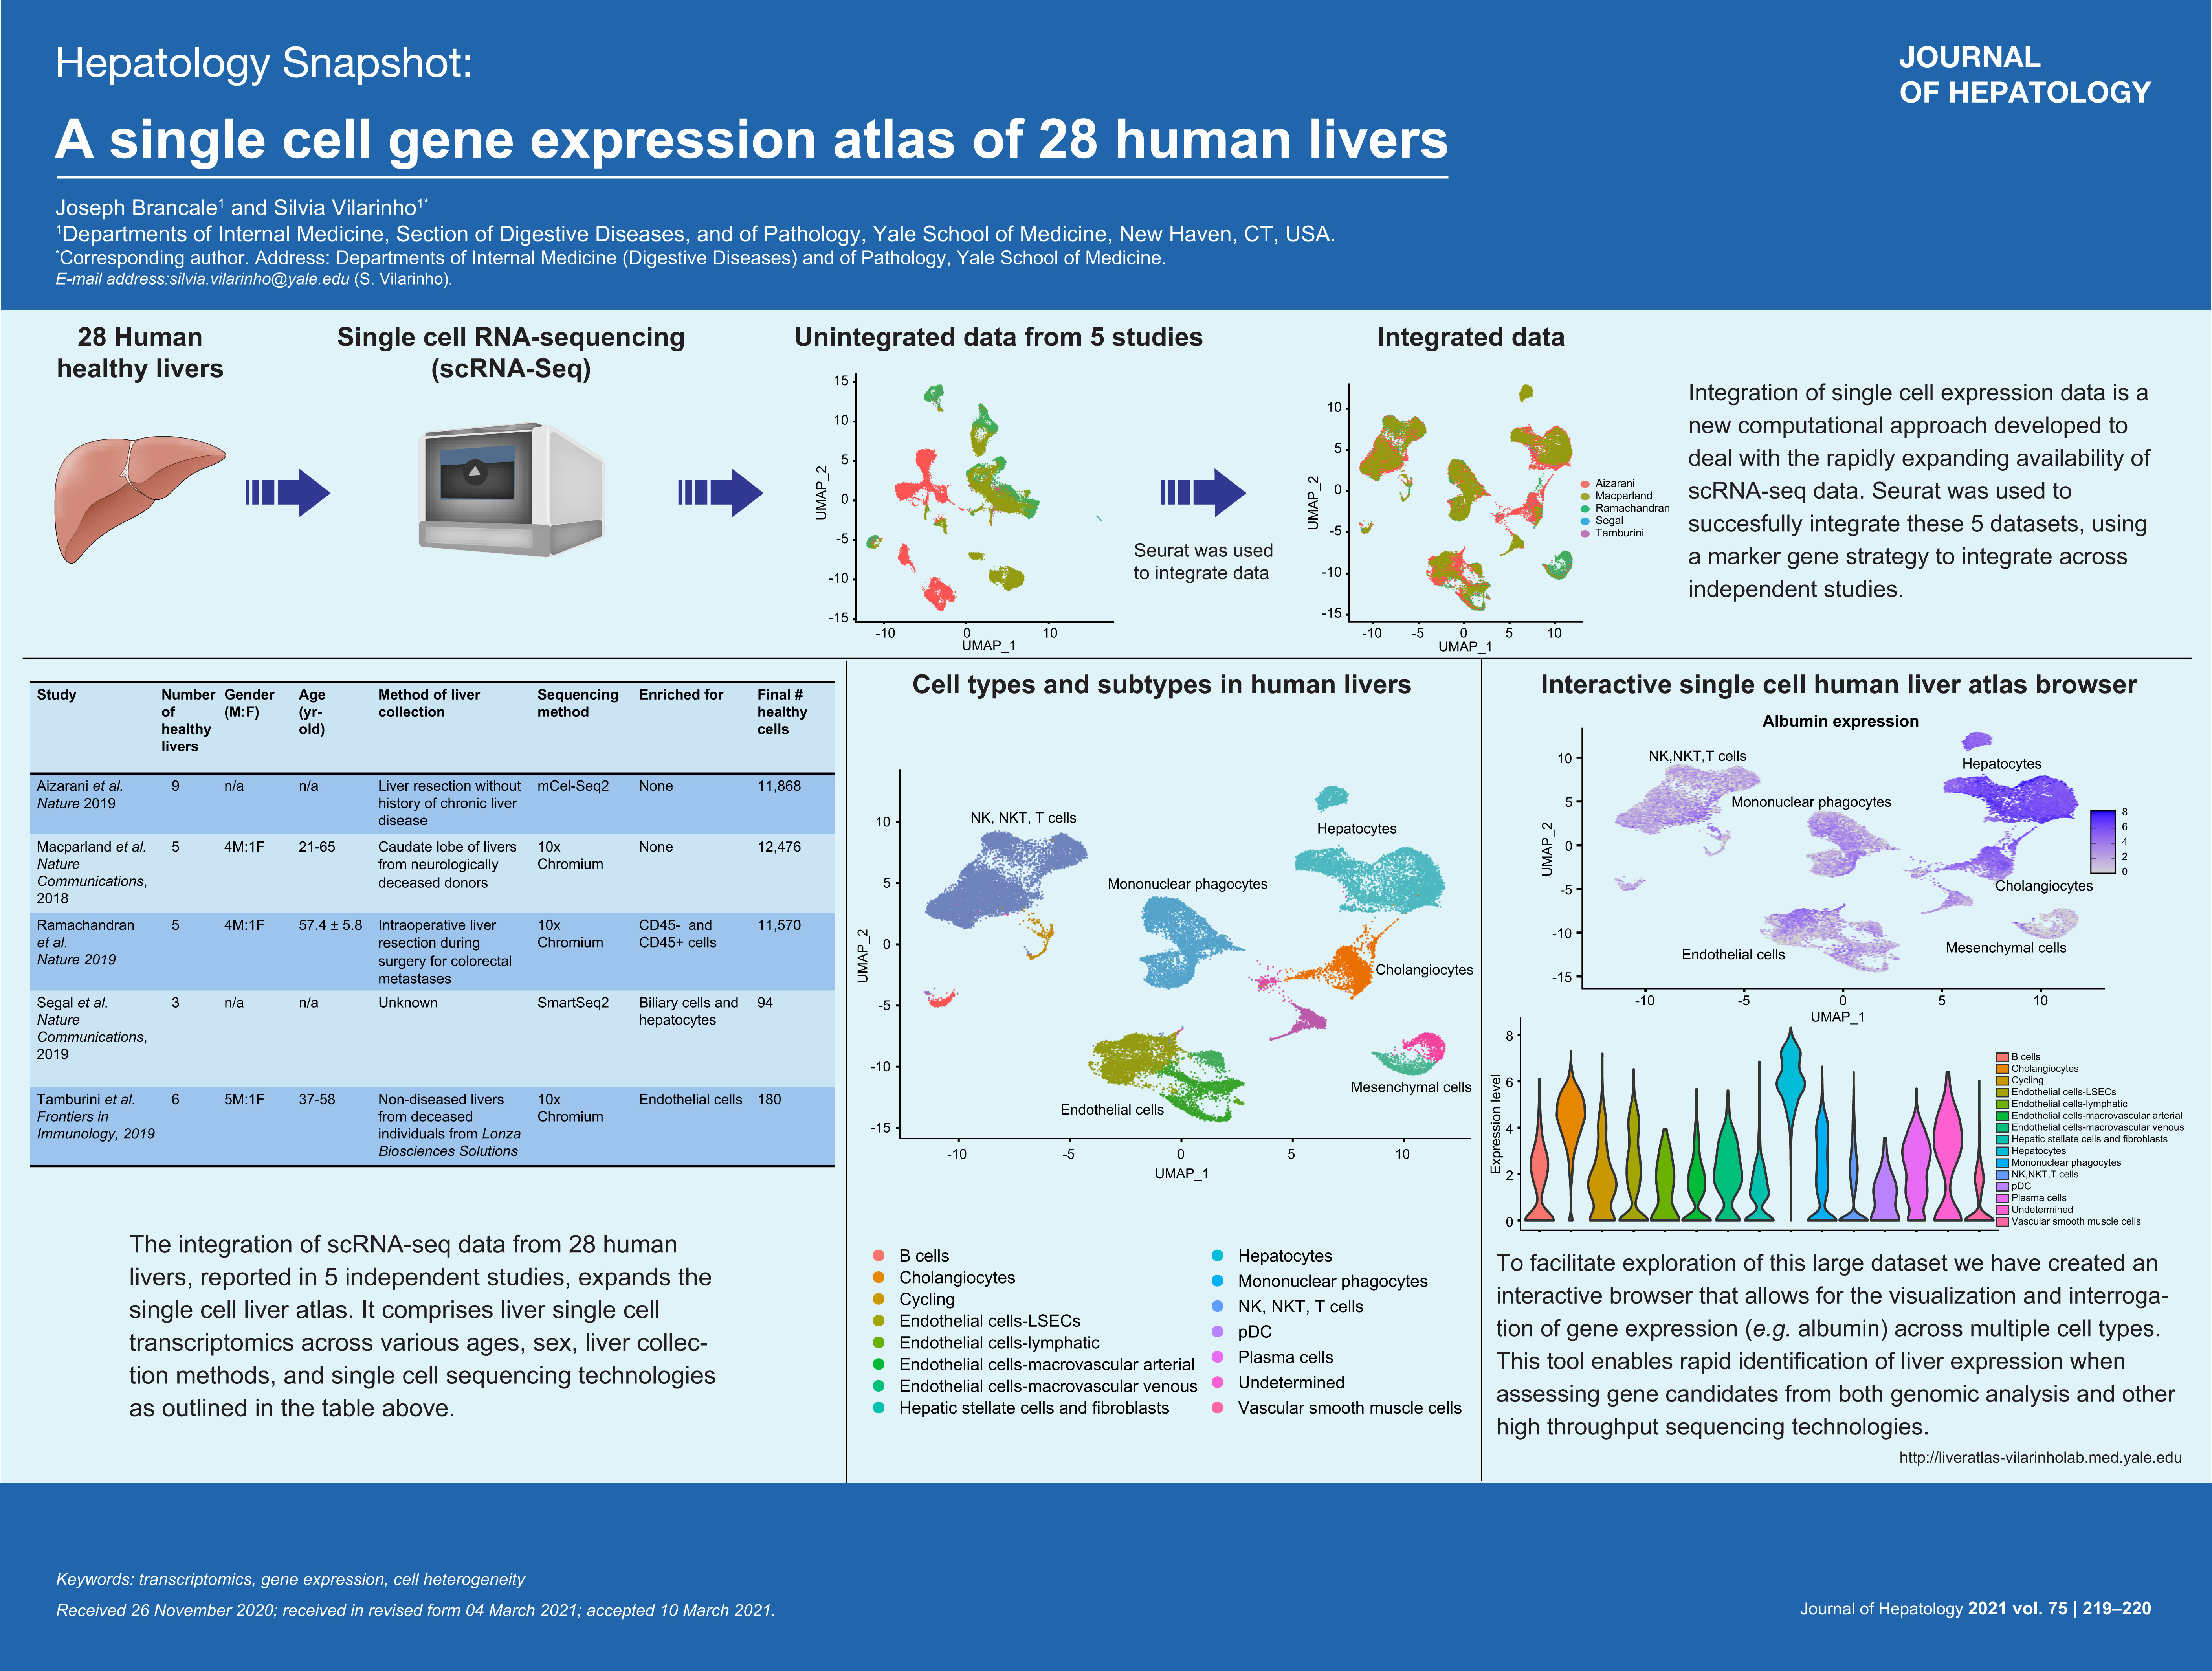 Hepatology Snapshot:
JOURNAL
OF HEPATOLOGY
A single cell gene expression atlas of 28 human livers
Joseph Brancale1 and Silvia Vilarinho1*
1Departments of Internal Medicine, Section of Digestive Diseases, and of Pathology, Yale School of Medicine, New Haven, CT, USA.
*Corresponding author. Address: Departments of Internal Medicine (Digestive Diseases) and of Pathology, Yale School of Medicine.
E-mail address:silvia.vilarinho@yale.edu (S. Vilarinho).
28 Human
healthy livers
Single cell RNA-sequencing
(scRNA-Seq)
Unintegrated data from 5 studies
15
10
5
0
-5
-10
-15
UMAP_2
-10 0 10
UMAP_1
Seurat was used
to integrate data
Integrated data
10
5
0
-5
-10
-15
UMAP_2
-10 -5 0 5 10
UMAP_1
Aizarani
Macparland
Ramachandran
Segal
Tamburini
Integration of single cell expression data is a
new computational approach developed to
deal with the rapidly expanding availability of
scRNA-seq data. Seurat was used to
succesfully integrate these 5 datasets, using
a marker gene strategy to integrate across
independent studies.
Study Number Gender Age Method of liver Sequencing Enriched for Final #
of (M:F) (yr- collection method healthy
healthy old) cells
livers
Aizarani et al. 9 n/a n/a Liver resection without mCel-Seq2 None 11,868
Nature 2019 history of chronic liver
disease
Macparland et al. 5 4M:1F 21-65 Caudate lobe of livers 10x None 12,476
Nature from neurologically Chromium
Communications, deceased donors
2018
Ramachandran 5 4M:1F 57.4 ± 5.8 Intraoperative liver 10x CD45- and 11,570
et al. resection during Chromium CD45+ cells
Nature 2019 surgery for colorectal
metastases
Segal et al. 3 n/a n/a Unknown SmartSeq2 Biliary cells and 94
Nature hepatocytes
Communications,
2019
Tamburini et al. 6 5M:1F 37-58 Non-diseased livers 10x Endothelial cells 180
Frontiers in from deceased Chromium
Immunology, 2019 individuals from Lonza
Biosciences Solutions
The integration of scRNA-seq data from 28 human
livers, reported in 5 independent studies, expands the
single cell liver atlas. It comprises liver single cell
transcriptomics across various ages, sex, liver collec-
tion methods, and single cell sequencing technologies
as outlined in the table above.
Cell types and subtypes in human livers
10
5
0
-5
-10
-15
UMAP_2
NK, NKT, T cells
Hepatocytes
Mononuclear phagocytes
Cholangiocytes
Mesenchymal cells
Endothelial cells
-10 -5 0 5 10
UMAP_1
B cells
Cholangiocytes
Cycling
Endothelial cells-LSECs
Endothelial cells-lymphatic
Endothelial cells-macrovascular arterial
Endothelial cells-macrovascular venous
Hepatic stellate cells and fibroblasts
Hepatocytes
Mononuclear phagocytes
NK, NKT, T cells
pDC
Plasma cells
Undetermined
Vascular smooth muscle cells
Interactive single cell human liver atlas browser
Albumin expression
10
5
0
-5
-10
-15
UMAP_2
NK,NKT,T cells
Hepatocytes
Mononuclear phagocytes
Cholangiocytes
Mesenchymal cells
Endothelial cells
8
6
4
2
0
-10 -5 0 5 10
UMAP_1
8
6
4
2
0
Expression level
B cells
Cholangiocytes
Cycling
Endothelial cells-LSECs
Endothelial cells-lymphatic
Endothelial cells-macrovascular arterial
Endothelial cells-macrovascular venous
Hepatic stellate cells and fibroblasts
Hepatocytes
Mononuclear phagocytes
NK,NKT,T cells
pDC
Plasma cells
Undetermined
Vascular smooth muscle cells
To facilitate exploration of this large dataset we have created an
interactive browser that allows for the visualization and interroga-
tion of gene expression (e.g. albumin) across multiple cell types.
This tool enables rapid identification of liver expression when
assessing gene candidates from both genomic analysis and other
high throughput sequencing technologies.
http://liveratlas-vilarinholab.med.yale.edu
Keywords: transcriptomics, gene expression, cell heterogeneity
Received 26 November 2020; received in revised form 04 March 2021; accepted 10 March 2021.
Journal of Hepatology 2021 vol. 75 | 219–220